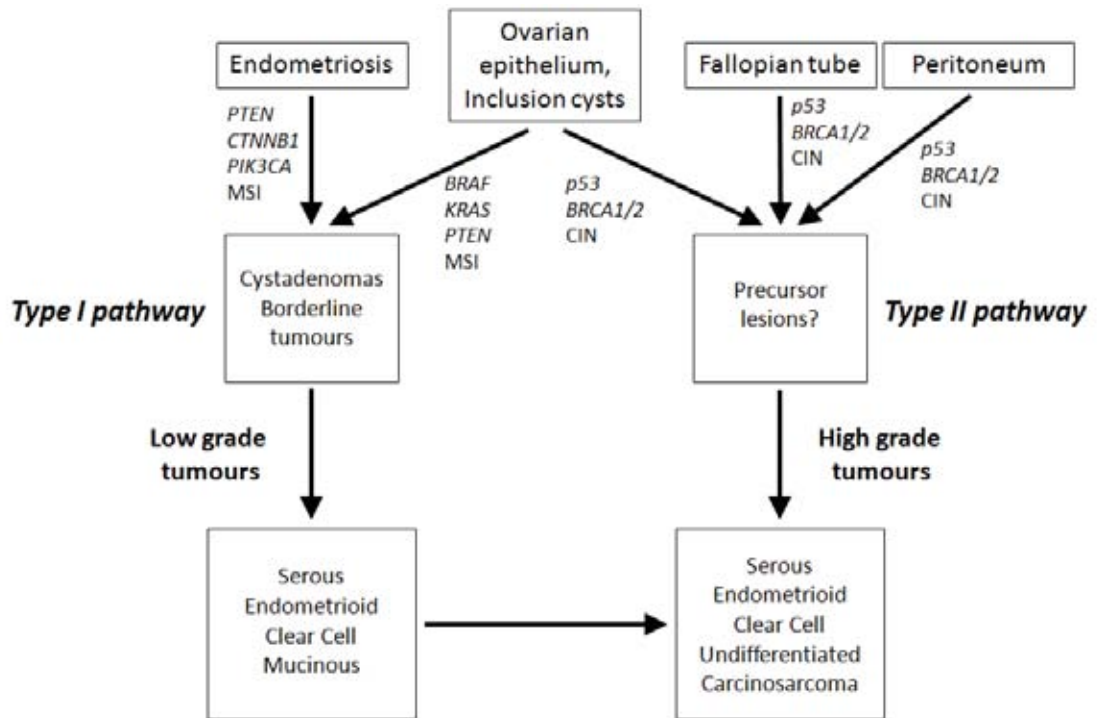 Endometriosis
Ovarian
epithelium,
Inclusion cysts
Fallopian tube
Peritoneum
PTEN
CTNNB1
PIK3CA
MSI
BRAF
KRAS
PTEN
MSI
p53
BRCA1/2
CIN
p53
BRCA1/2
CIN
p53
BRCA1/2
CIN
Type I pathway
Cystadenomas
Borderline
tumours
Precursor
lesions?
Type II pathway
Low grade
tumours
High grade
tumours
Serous
Endometrioid
Clear Cell
Mucinous
Serous
Endometrioid
Clear Cell
Undifferentiated
Carcinosarcoma